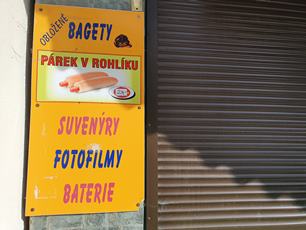 OBLOŽENÉ
BAGETY
PÁREK V ROHLÍKU
SUVENÝRY
FOTOFILMY
BATERIE